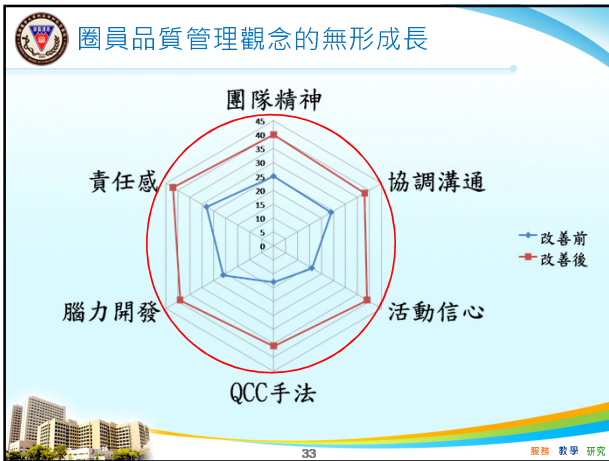 圈員品質管理觀念的無形成長
團隊精神
45
40
35
30
25
20
15
10
5
0
責任感
協調溝通
改善前
改善後
腦力開發
活動信心
QCC手法
33
服務 教學 研究